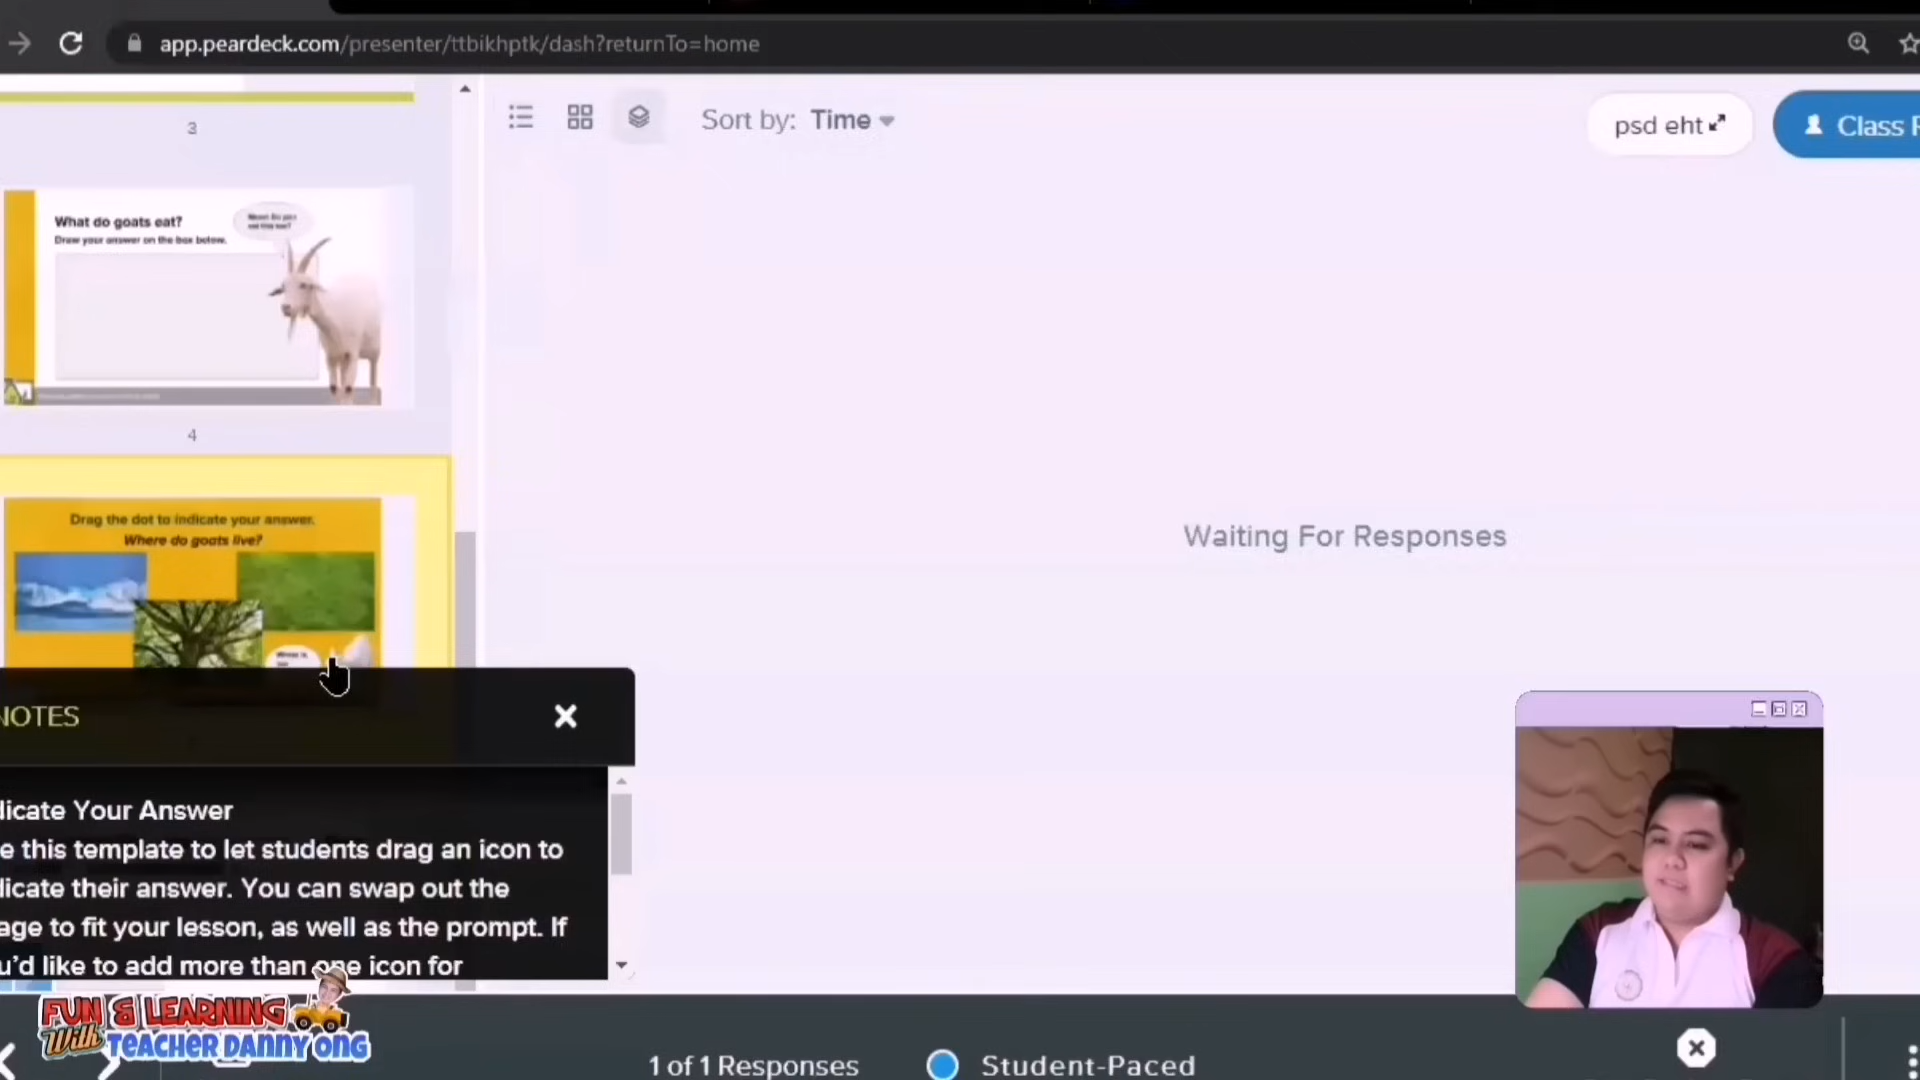 app.peardeck.com/presenter/ttbikhptk/dash?returnTo=home
Sort by: Time
psd eht
Class
3
What do goats eat?
Draw your answer on the box below.
4
Drag the dot to indicate your answer.
Where do goats live?
Waiting For Responses
NOTES
dicate Your Answer
e this template to let students drag an icon to
dicate their answer. You can swap out the
age to fit your lesson, as well as the prompt. If
u'd like to add more than one icon for
FUN & LEARNING
With TEACHER DANNY ONG
1 of 1 Responses
Student-Paced